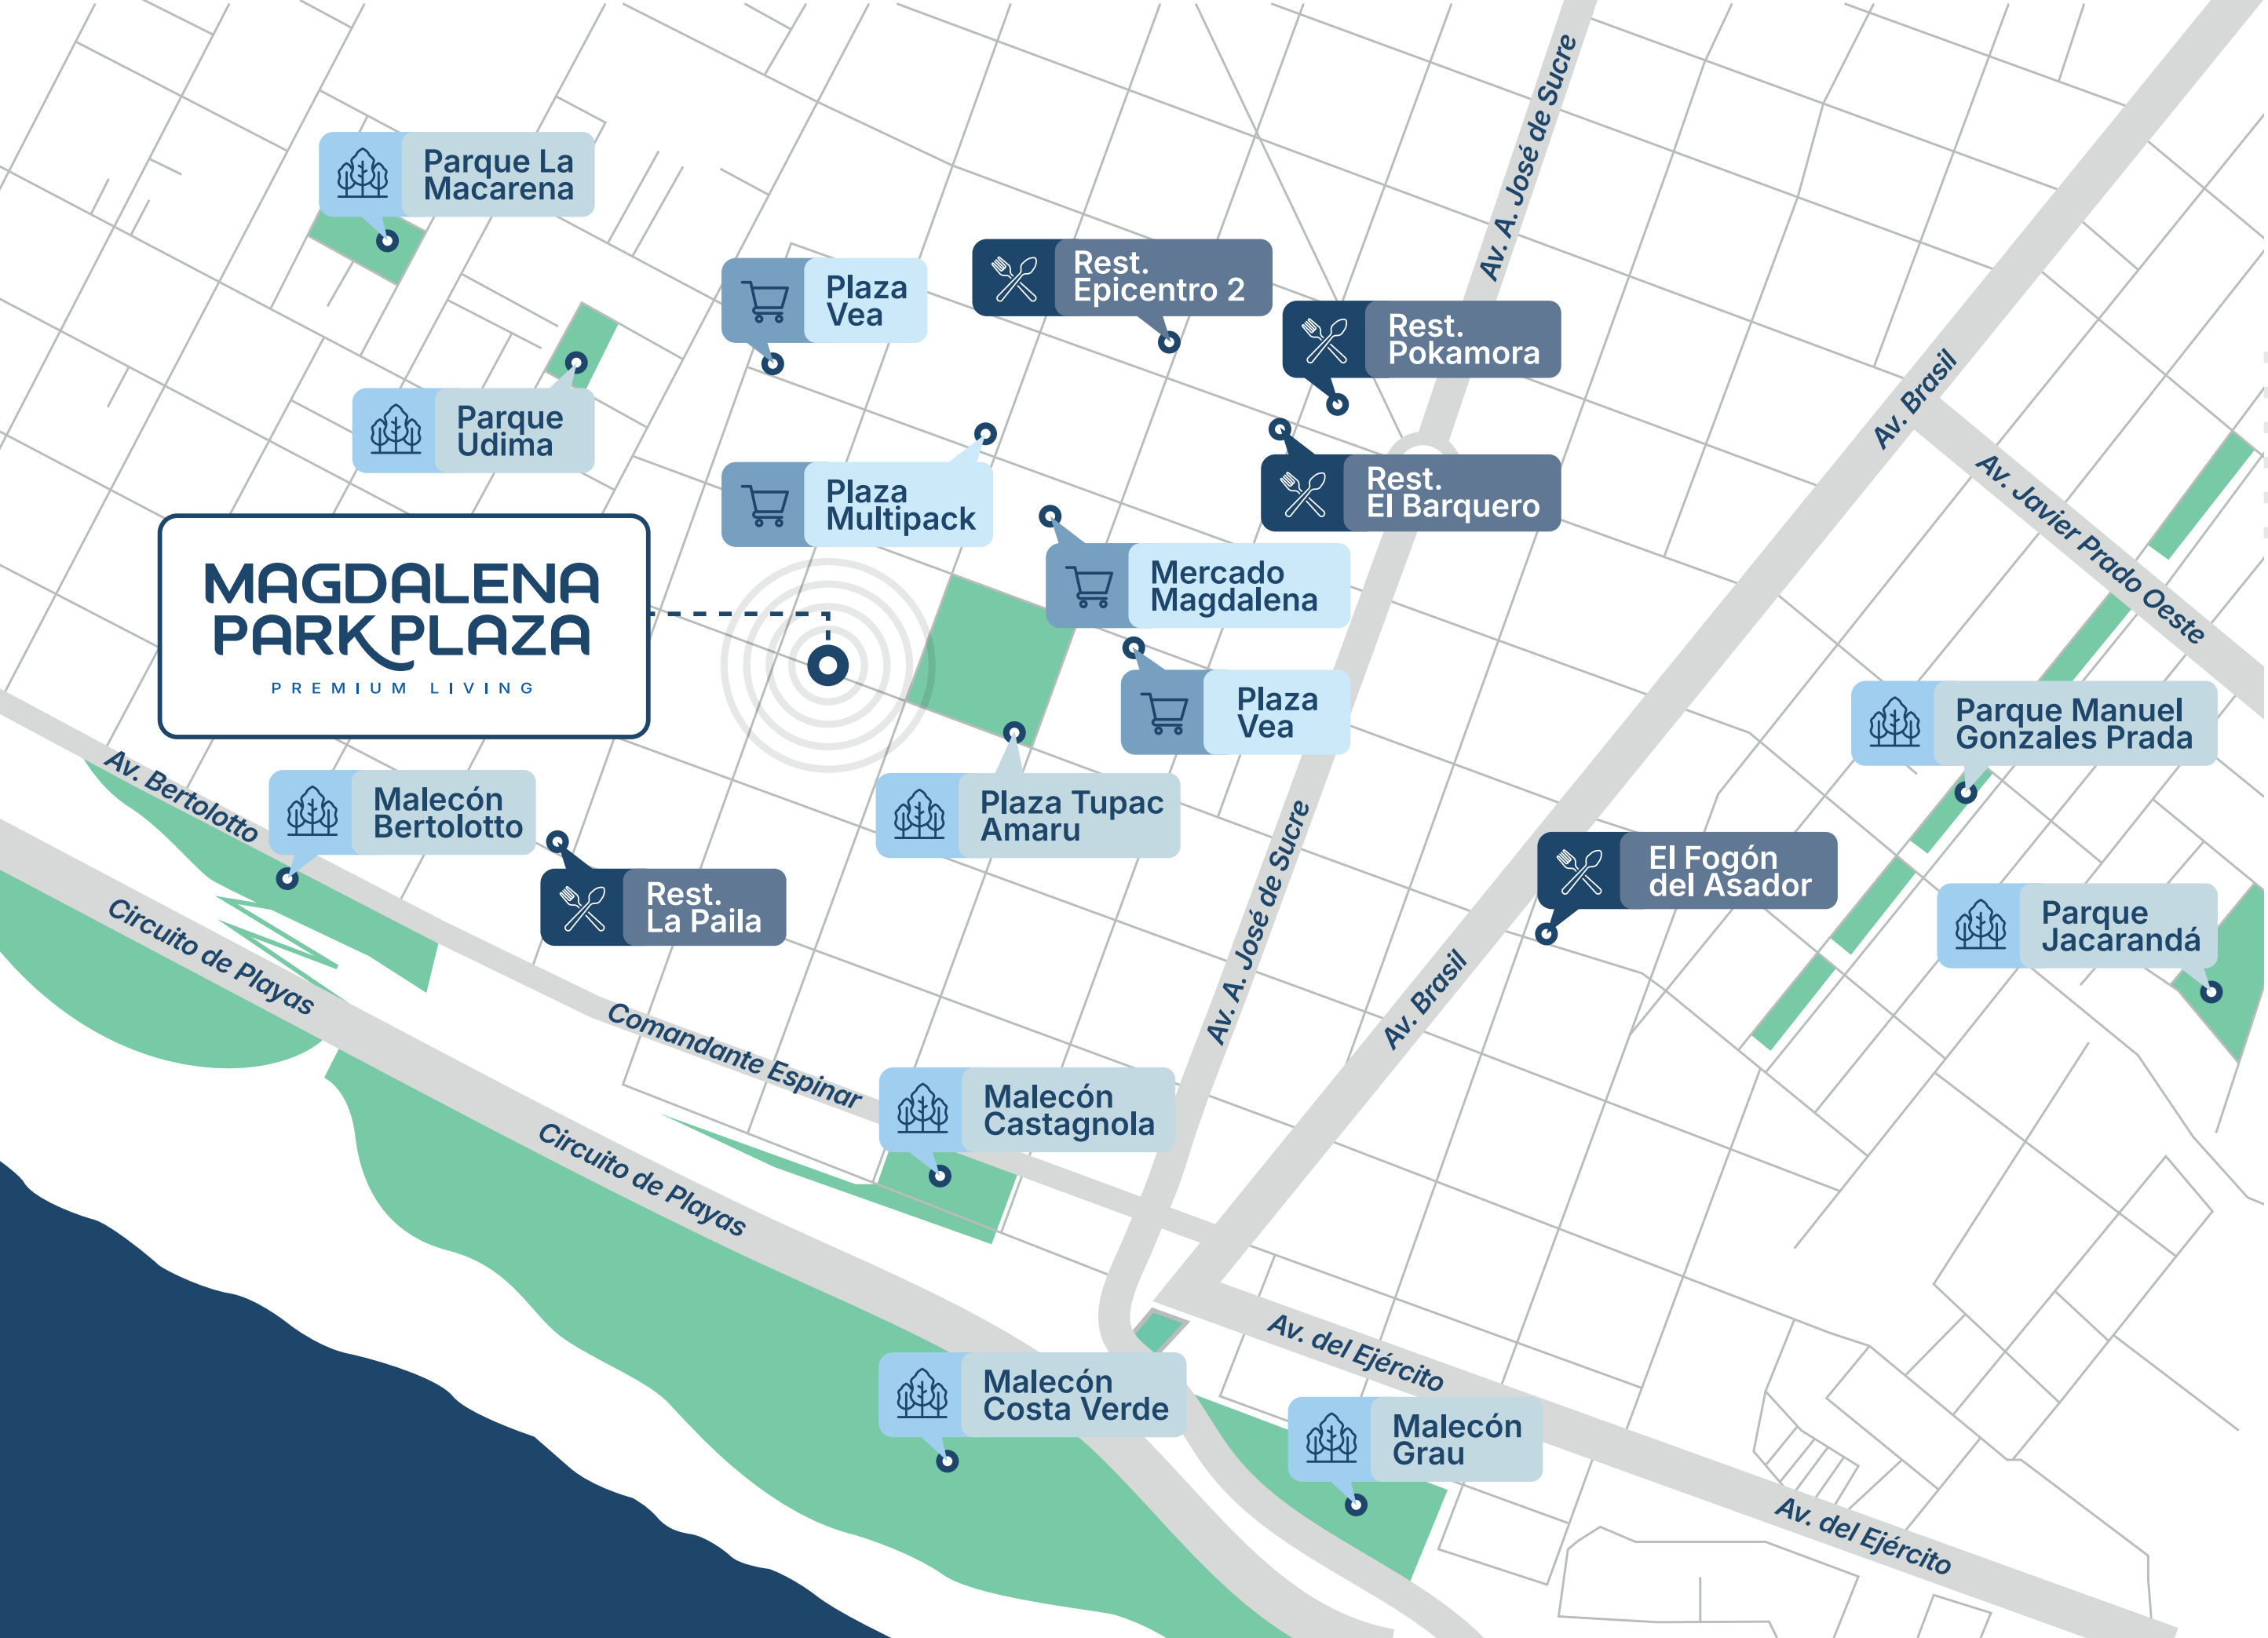 Av. A. José de Sucre
Parque La
Macarena
Rest.
Epicentro 2
Plaza
Vea
Rest.
Pokamora
Av. Brasil
Parque
Udima
Plaza
Multipack
Rest.
El Barquero
Av. Javier Prado Oeste
MAGDALENA
PARK PLAZA
PREMIUM LIVING
Mercado
Magdalena
Plaza
Vea
Parque Manuel
Gonzales Prada
Av. Bertolotto
Malecón
Bertolotto
Plaza Tupac
Amaru
Av. A. José de Sucre
El Fogón
del Asador
Rest.
La Paila
Parque
Jacarandá
Circuito de Playas
Av. Brasil
Comandante Espinar
Malecón
Castagnola
Circuito de Playas
Av. del Ejército
Malecón
Costa Verde
Malecón
Grau
Av. del Ejército